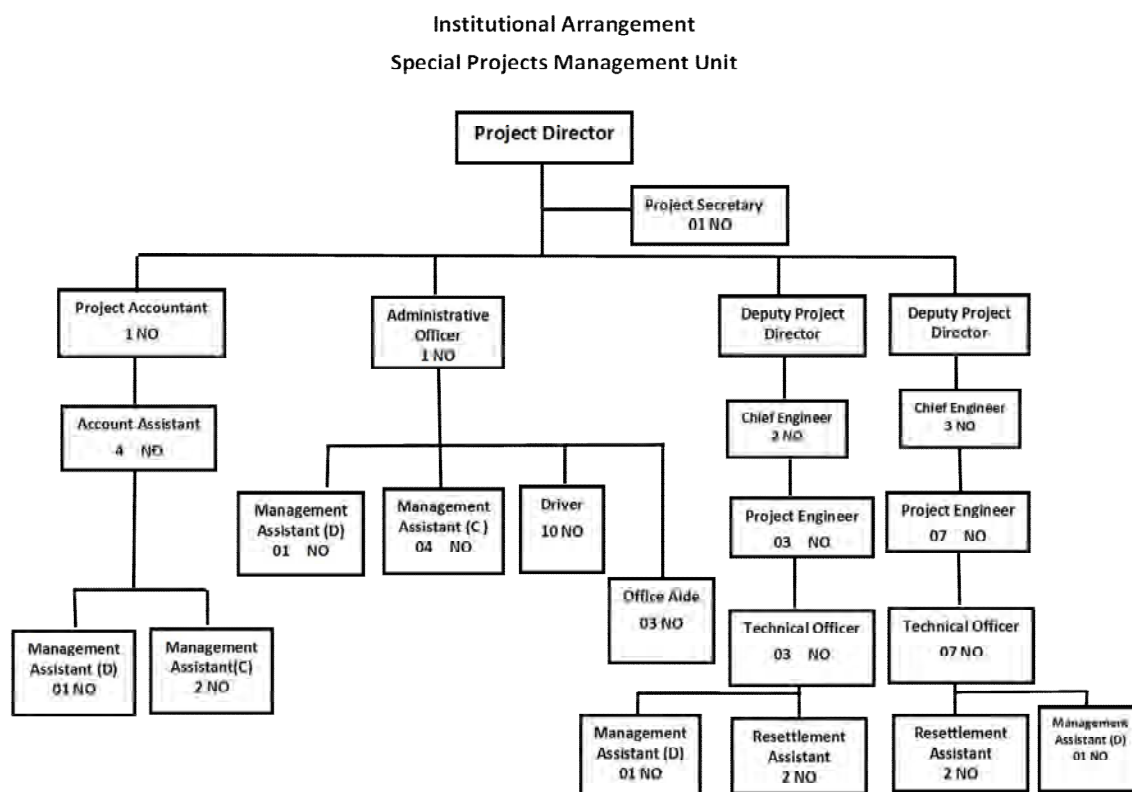 Institutional Arrangement
Special Projects Management Unit
Project Director
Project Secretary
01 NO
Project Accountant
1 NO
Administrative
Officer
1 NO
Deputy Project
Director
Deputy Project
Director
Account Assistant
4 NO
Chief Engineer
2 NO
Chief Engineer
3 NO
Management
Assistant (D)
01 NO
Management
Assistant (C )
04 NO
Driver
10 NO
Office Aide
03 NO
Project Engineer
03 NO
Project Engineer
07 NO
Management
Assistant (D)
01 NO
Management
Assistant(C)
2 NO
Technical Officer
03 NO
Technical Officer
07 NO
Management
Assistant (D)
01 NO
Resettlement
Assistant
2 NO
Resettlement
Assistant
2 NO
Management
Assistant (D)
01 NO